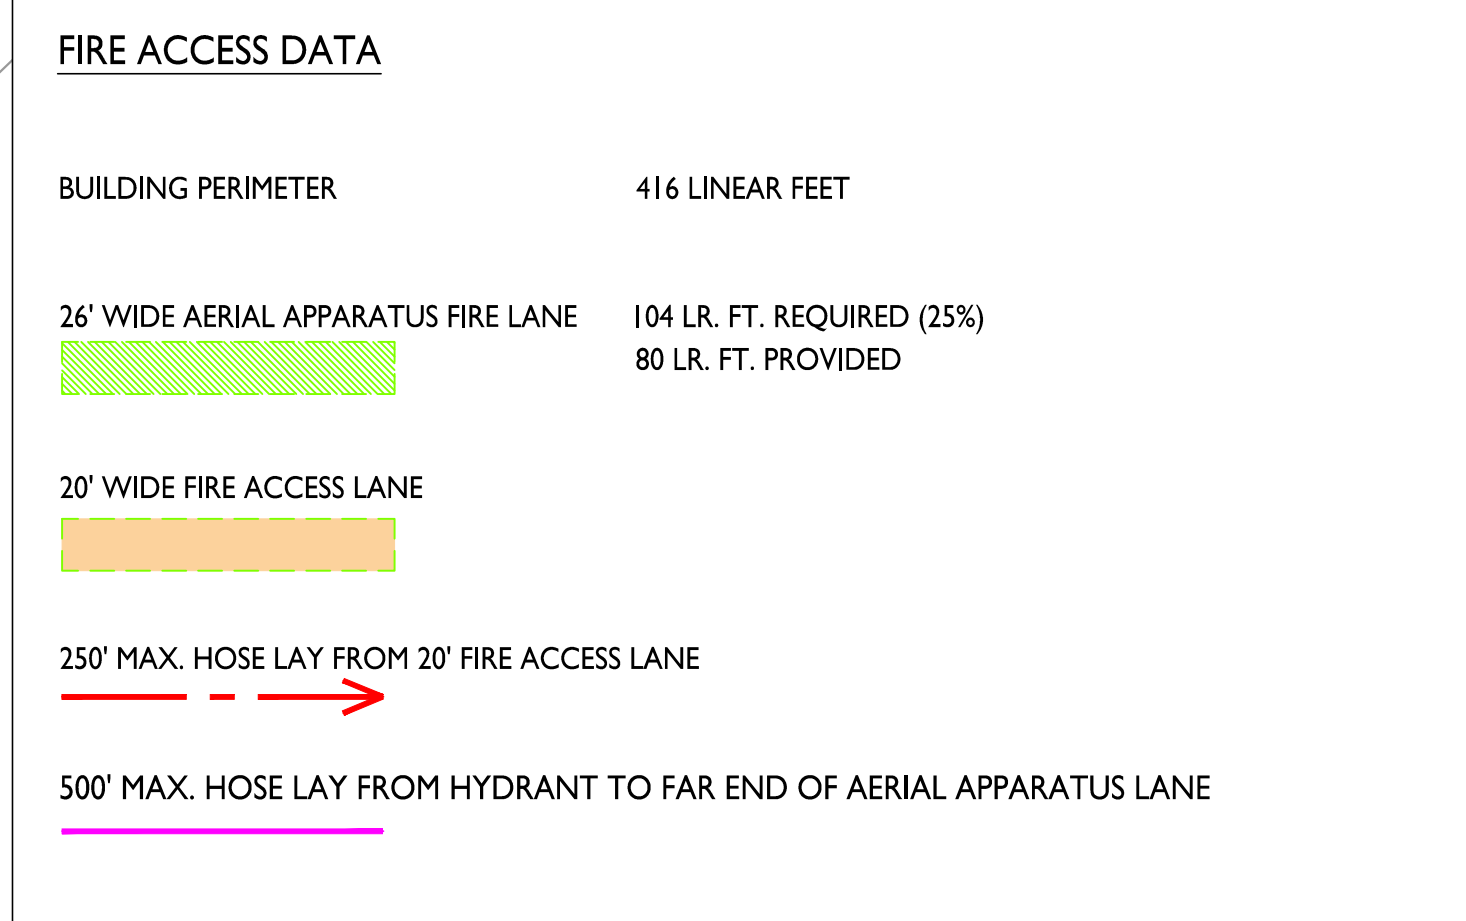 FIRE ACCESS DATA
BUILDING PERIMETER 416 LINEAR FEET
26' WIDE AERIAL APPARATUS FIRE LANE 104 LR. FT. REQUIRED (25%)
80 LR. FT. PROVIDED
20' WIDE FIRE ACCESS LANE
250' MAX. HOSE LAY FROM 20' FIRE ACCESS LANE
500' MAX. HOSE LAY FROM HYDRANT TO FAR END OF AERIAL APPARATUS LANE